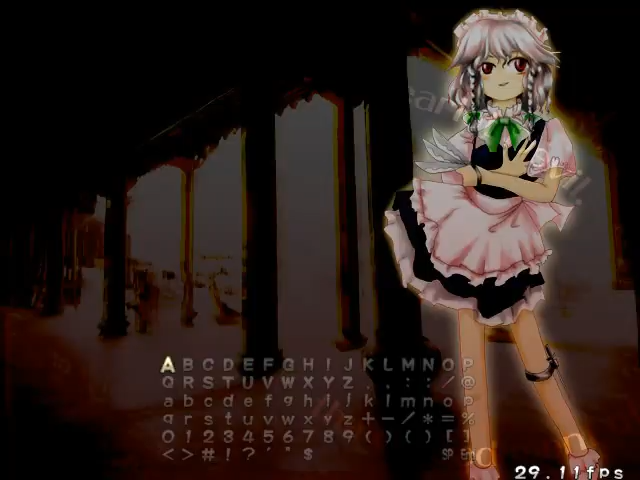 A B C D E F G H I J K L M N O P
Q R S T U V W X Y Z . , : ; / @
a b c d e f g h i j k l m n o p
q r s t u v w x y z + - / * = %
0 1 2 3 4 5 6 7 8 9 ( ) ( ) [ ]
< > # ! ? ' " $ SP End
29.11fps